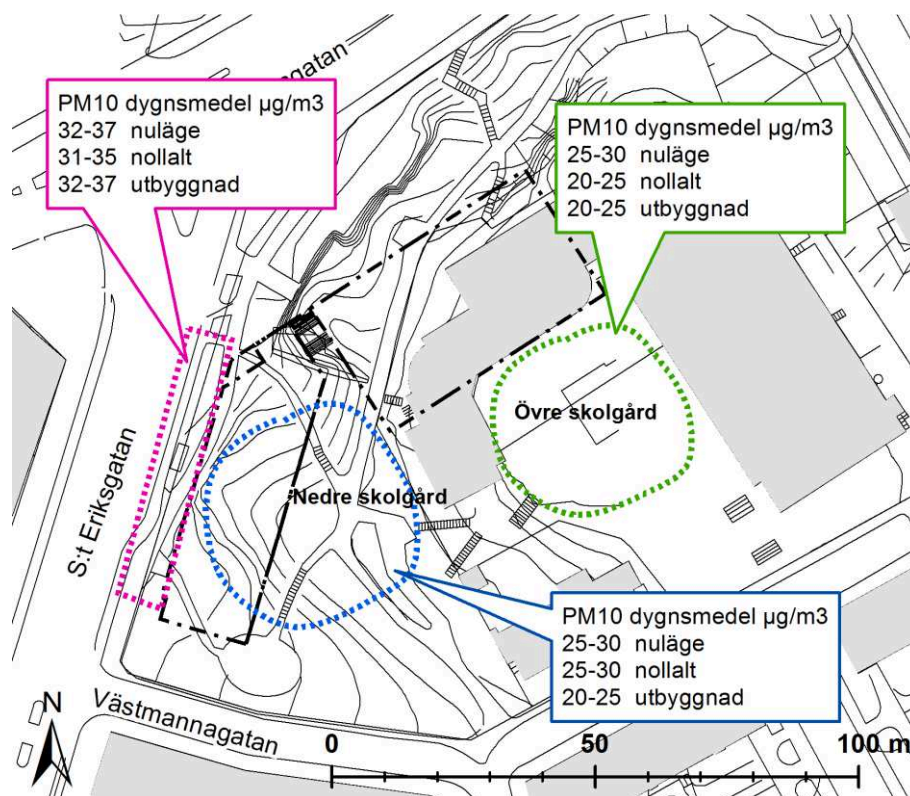 nagatan
PM10 dygnsmedel µg/m3
32-37 nuläge
31-35 nollalt
32-37 utbyggnad
PM10 dygnsmedel µg/m3
25-30 nuläge
20-25 nollalt
20-25 utbyggnad
Övre skolgård
Nedre skolgård
S:t Eriksgatan
PM10 dygnsmedel µg/m3
25-30 nuläge
25-30 nollalt
20-25 utbyggnad
Västmannagatan
N
0 50 100 m